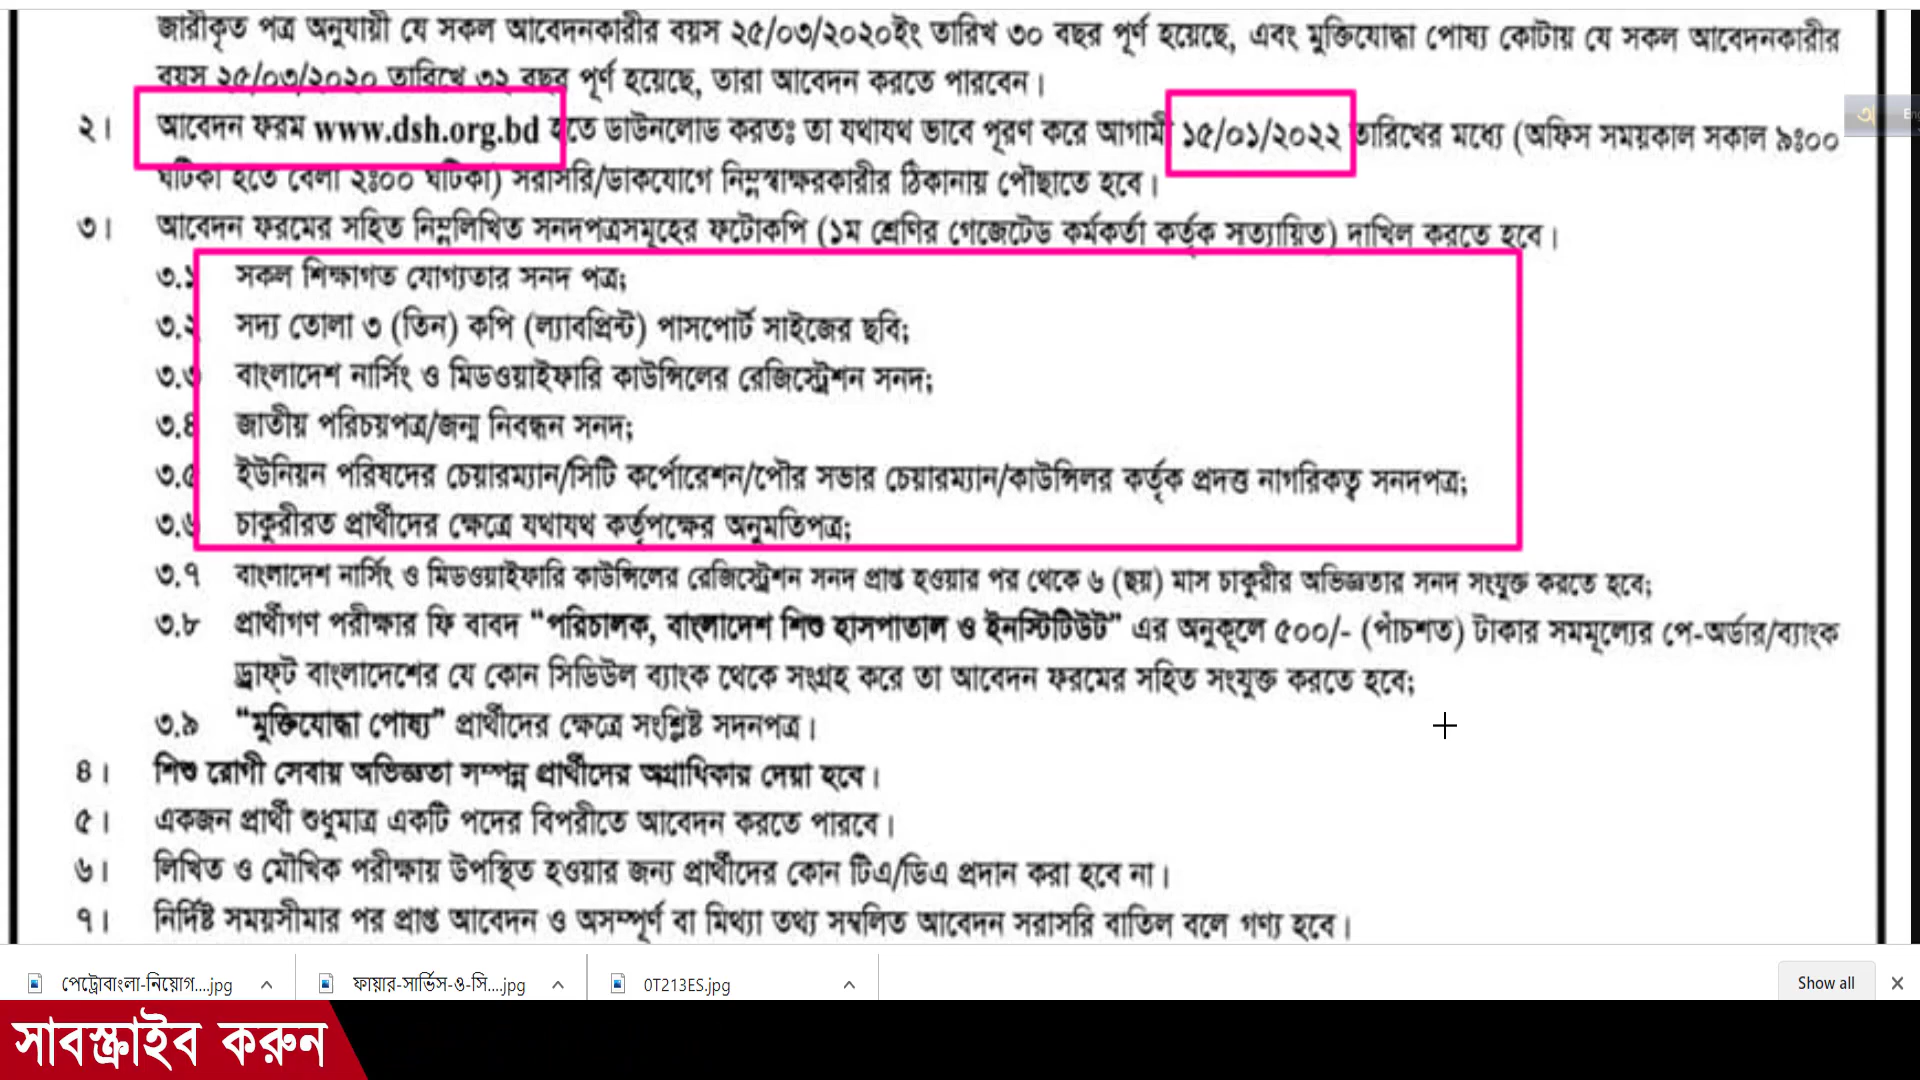 জারীকৃত পত্র অনুযায়ী যে সকল আবেদনকারীর বয়স ২৫/০৩/২০২০ইং তারিখ ৩০ বছর পূর্ণ হয়েছে, এবং মুক্তিযোদ্ধা পোষ্য কোটায় যে সকল আবেদনকারীর
বয়স ২৫/০৩/২০২০ তারিখে ৩২ বছর পূর্ণ হয়েছে, তারা আবেদন করতে পারবেন।
২। আবেদন ফরম www.dsh.org.bd হতে ডাউনলোড করতঃ তা যথাযথ ভাবে পূরণ করে আগামী ১৫/০১/২০২২ তারিখের মধ্যে (অফিস সময়কাল সকাল ৯ঃ০০
ঘটিকা হতে বেলা ২ঃ০০ ঘটিকা) সরাসরি/ডাকযোগে নিম্নস্বাক্ষরকারীর ঠিকানায় পৌছাতে হবে।
৩। আবেদন ফরমের সহিত নিম্নলিখিত সনদপত্রসমূহের ফটোকপি (১ম শ্রেণির গেজেটেড কর্মকর্তা কর্তৃক সত্যায়িত) দাখিল করতে হবে।
৩.১ সকল শিক্ষাগত যোগ্যতার সনদ পত্র;
৩.২ সদ্য তোলা ৩ (তিন) কপি (ল্যাবপ্রিন্ট) পাসপোর্ট সাইজের ছবি;
৩.৩ বাংলাদেশ নার্সিং ও মিডওয়াইফারি কাউন্সিলের রেজিস্ট্রেশন সনদ;
৩.৪ জাতীয় পরিচয়পত্র/জন্ম নিবন্ধন সনদ;
৩.৫ ইউনিয়ন পরিষদের চেয়ারম্যান/সিটি কর্পোরেশন/পৌর সভার চেয়ারম্যান/কাউন্সিলর কর্তৃক প্রদত্ত নাগরিকত্ব সনদপত্র;
৩.৬ চাকুরীরত প্রার্থীদের ক্ষেত্রে যথাযথ কর্তৃপক্ষের অনুমতিপত্র;
৩.৭ বাংলাদেশ নার্সিং ও মিডওয়াইফারি কাউন্সিলের রেজিস্ট্রেশন সনদ প্রাপ্ত হওয়ার পর থেকে ৬ (ছয়) মাস চাকুরীর অভিজ্ঞতার সনদ সংযুক্ত করতে হবে;
৩.৮ প্রার্থীগণ পরীক্ষার ফি বাবদ “পরিচালক, বাংলাদেশ শিশু হাসপাতাল ও ইনস্টিটিউট” এর অনুকূলে ৫০০/- (পাঁচশত) টাকার সমমূল্যের পে-অর্ডার/ব্যাংক
ড্রাফ্ট বাংলাদেশের যে কোন সিডিউল ব্যাংক থেকে সংগ্রহ করে তা আবেদন ফরমের সহিত সংযুক্ত করতে হবে;
৩.৯ “মুক্তিযোদ্ধা পোষ্য” প্রার্থীদের ক্ষেত্রে সংশ্লিষ্ট সদনপত্র।
৪। শিশু রোগী সেবায় অভিজ্ঞতা সম্পন্ন প্রার্থীদের অগ্রাধিকার দেয়া হবে।
৫। একজন প্রার্থী শুধুমাত্র একটি পদের বিপরীতে আবেদন করতে পারবে।
৬। লিখিত ও মৌখিক পরীক্ষায় উপস্থিত হওয়ার জন্য প্রার্থীদের কোন টিএ/ডিএ প্রদান করা হবে না।
৭। নির্দিষ্ট সময়সীমার পর প্রাপ্ত আবেদন ও অসম্পূর্ণ বা মিথ্যা তথ্য সম্বলিত আবেদন সরাসরি বাতিল বলে গণ্য হবে।
পেট্রোবাংলা-নিয়োগ....jpg ফায়ার-সার্ভিস-ও-সি....jpg 0T213ES.jpg Show all
সাবস্ক্রাইব করুন